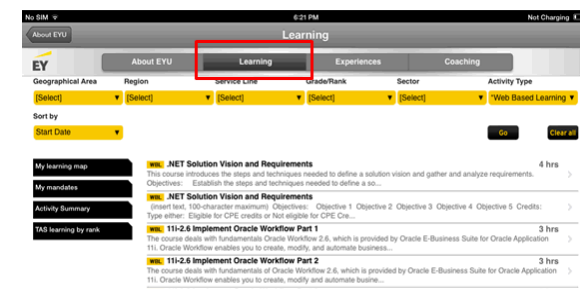 No SIM 6:21 PM Not Charging
About EYU Learning
EY About EYU Learning Experiences Coaching
Geographical Area Region Service Line Grade/Rank Sector Activity Type
[Select] [Select] [Select] [Select] [Select] "Web Based Learning
Sort by
Start Date Go Clear all
My learning map
My mandates
Activity Summary
TAS learning by rank
WBL .NET Solution Vision and Requirements 4 hrs
This course introduces the steps and techniques needed to define a solution vision and gather and analyze requirements.
Objectives: Establish the steps and techniques needed to define a so...
WBL .NET Solution Vision and Requirements
(insert text, 100-character maximum) Objectives: Objective 1 Objective 2 Objective 3 Objective 4 Objective 5 Credits:
Type either: Eligible for CPE credits or Not eligible for CPE Cre...
WBL 11i-2.6 Implement Oracle Workflow Part 1 3 hrs
The course deals with fundamentals Oracle Workflow 2.6, which is provided by Oracle E-Business Suite for Oracle Application
11i. Oracle Workflow enables you to create, modify, and automate business...
WBL 11i-2.6 Implement Oracle Workflow Part 2 3 hrs
The course deals with fundamentals of Oracle Workflow 2.6, which is provided by Oracle E-Business Suite for Oracle Application
11i. Oracle Workflow enables you to create, modify and automate busine...